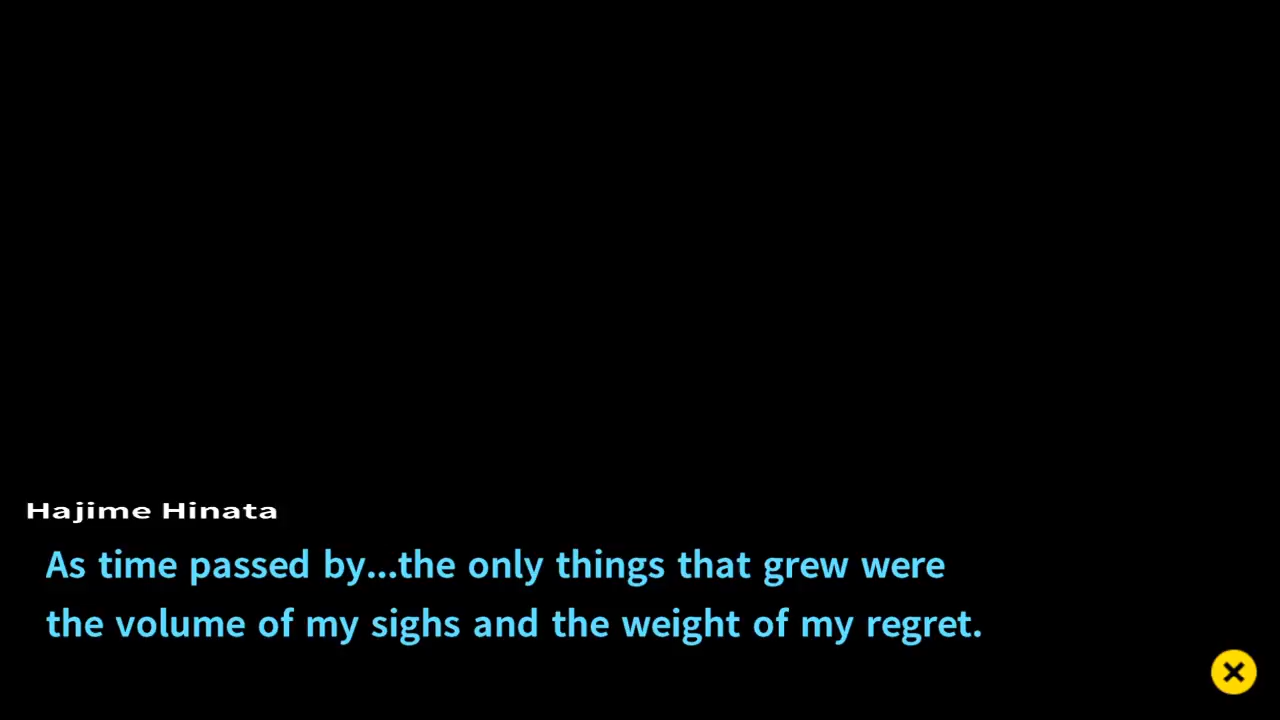 Hajime Hinata
As time passed by...the only things that grew were
the volume of my sighs and the weight of my regret.